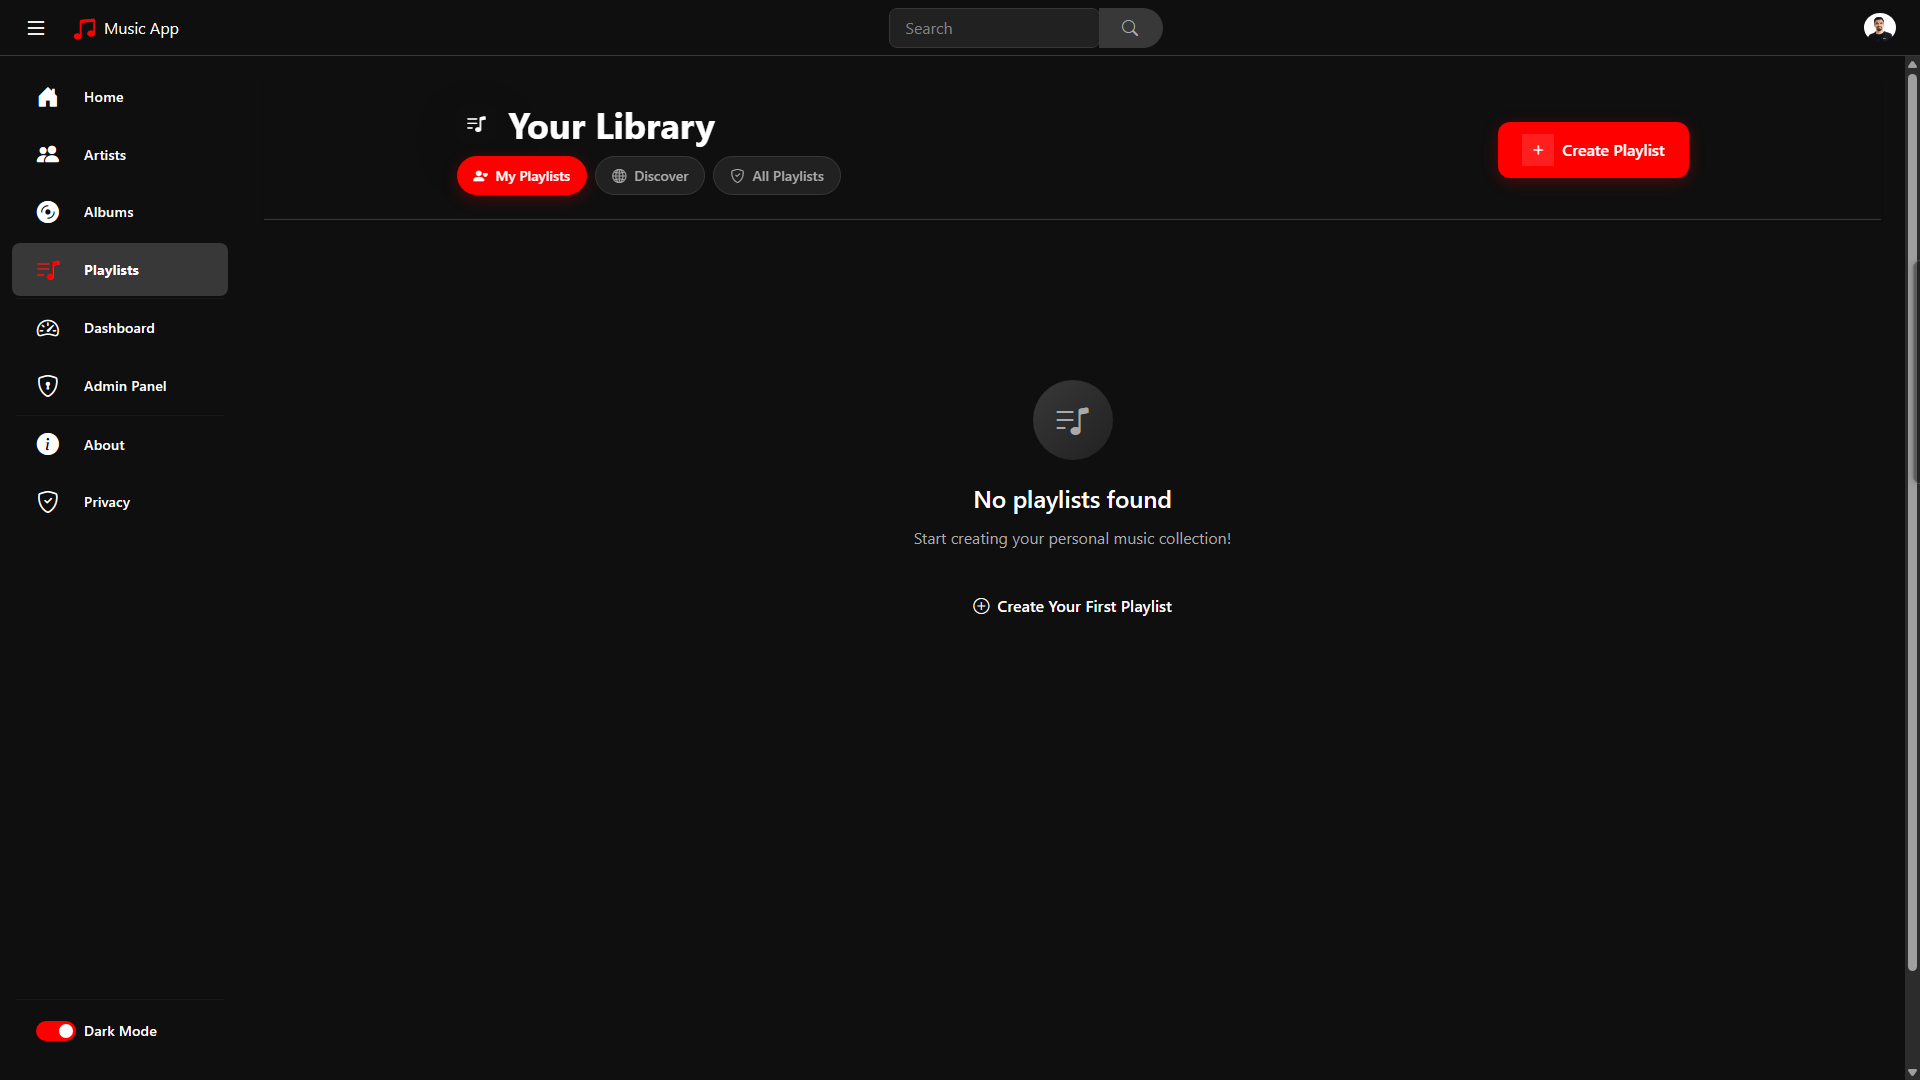 Music App
Search
Home
Artists
Albums
Playlists
Dashboard
Admin Panel
About
Privacy
Dark Mode
Your Library
My Playlists
Discover
All Playlists
+ Create Playlist
No playlists found
Start creating your personal music collection!
Create Your First Playlist